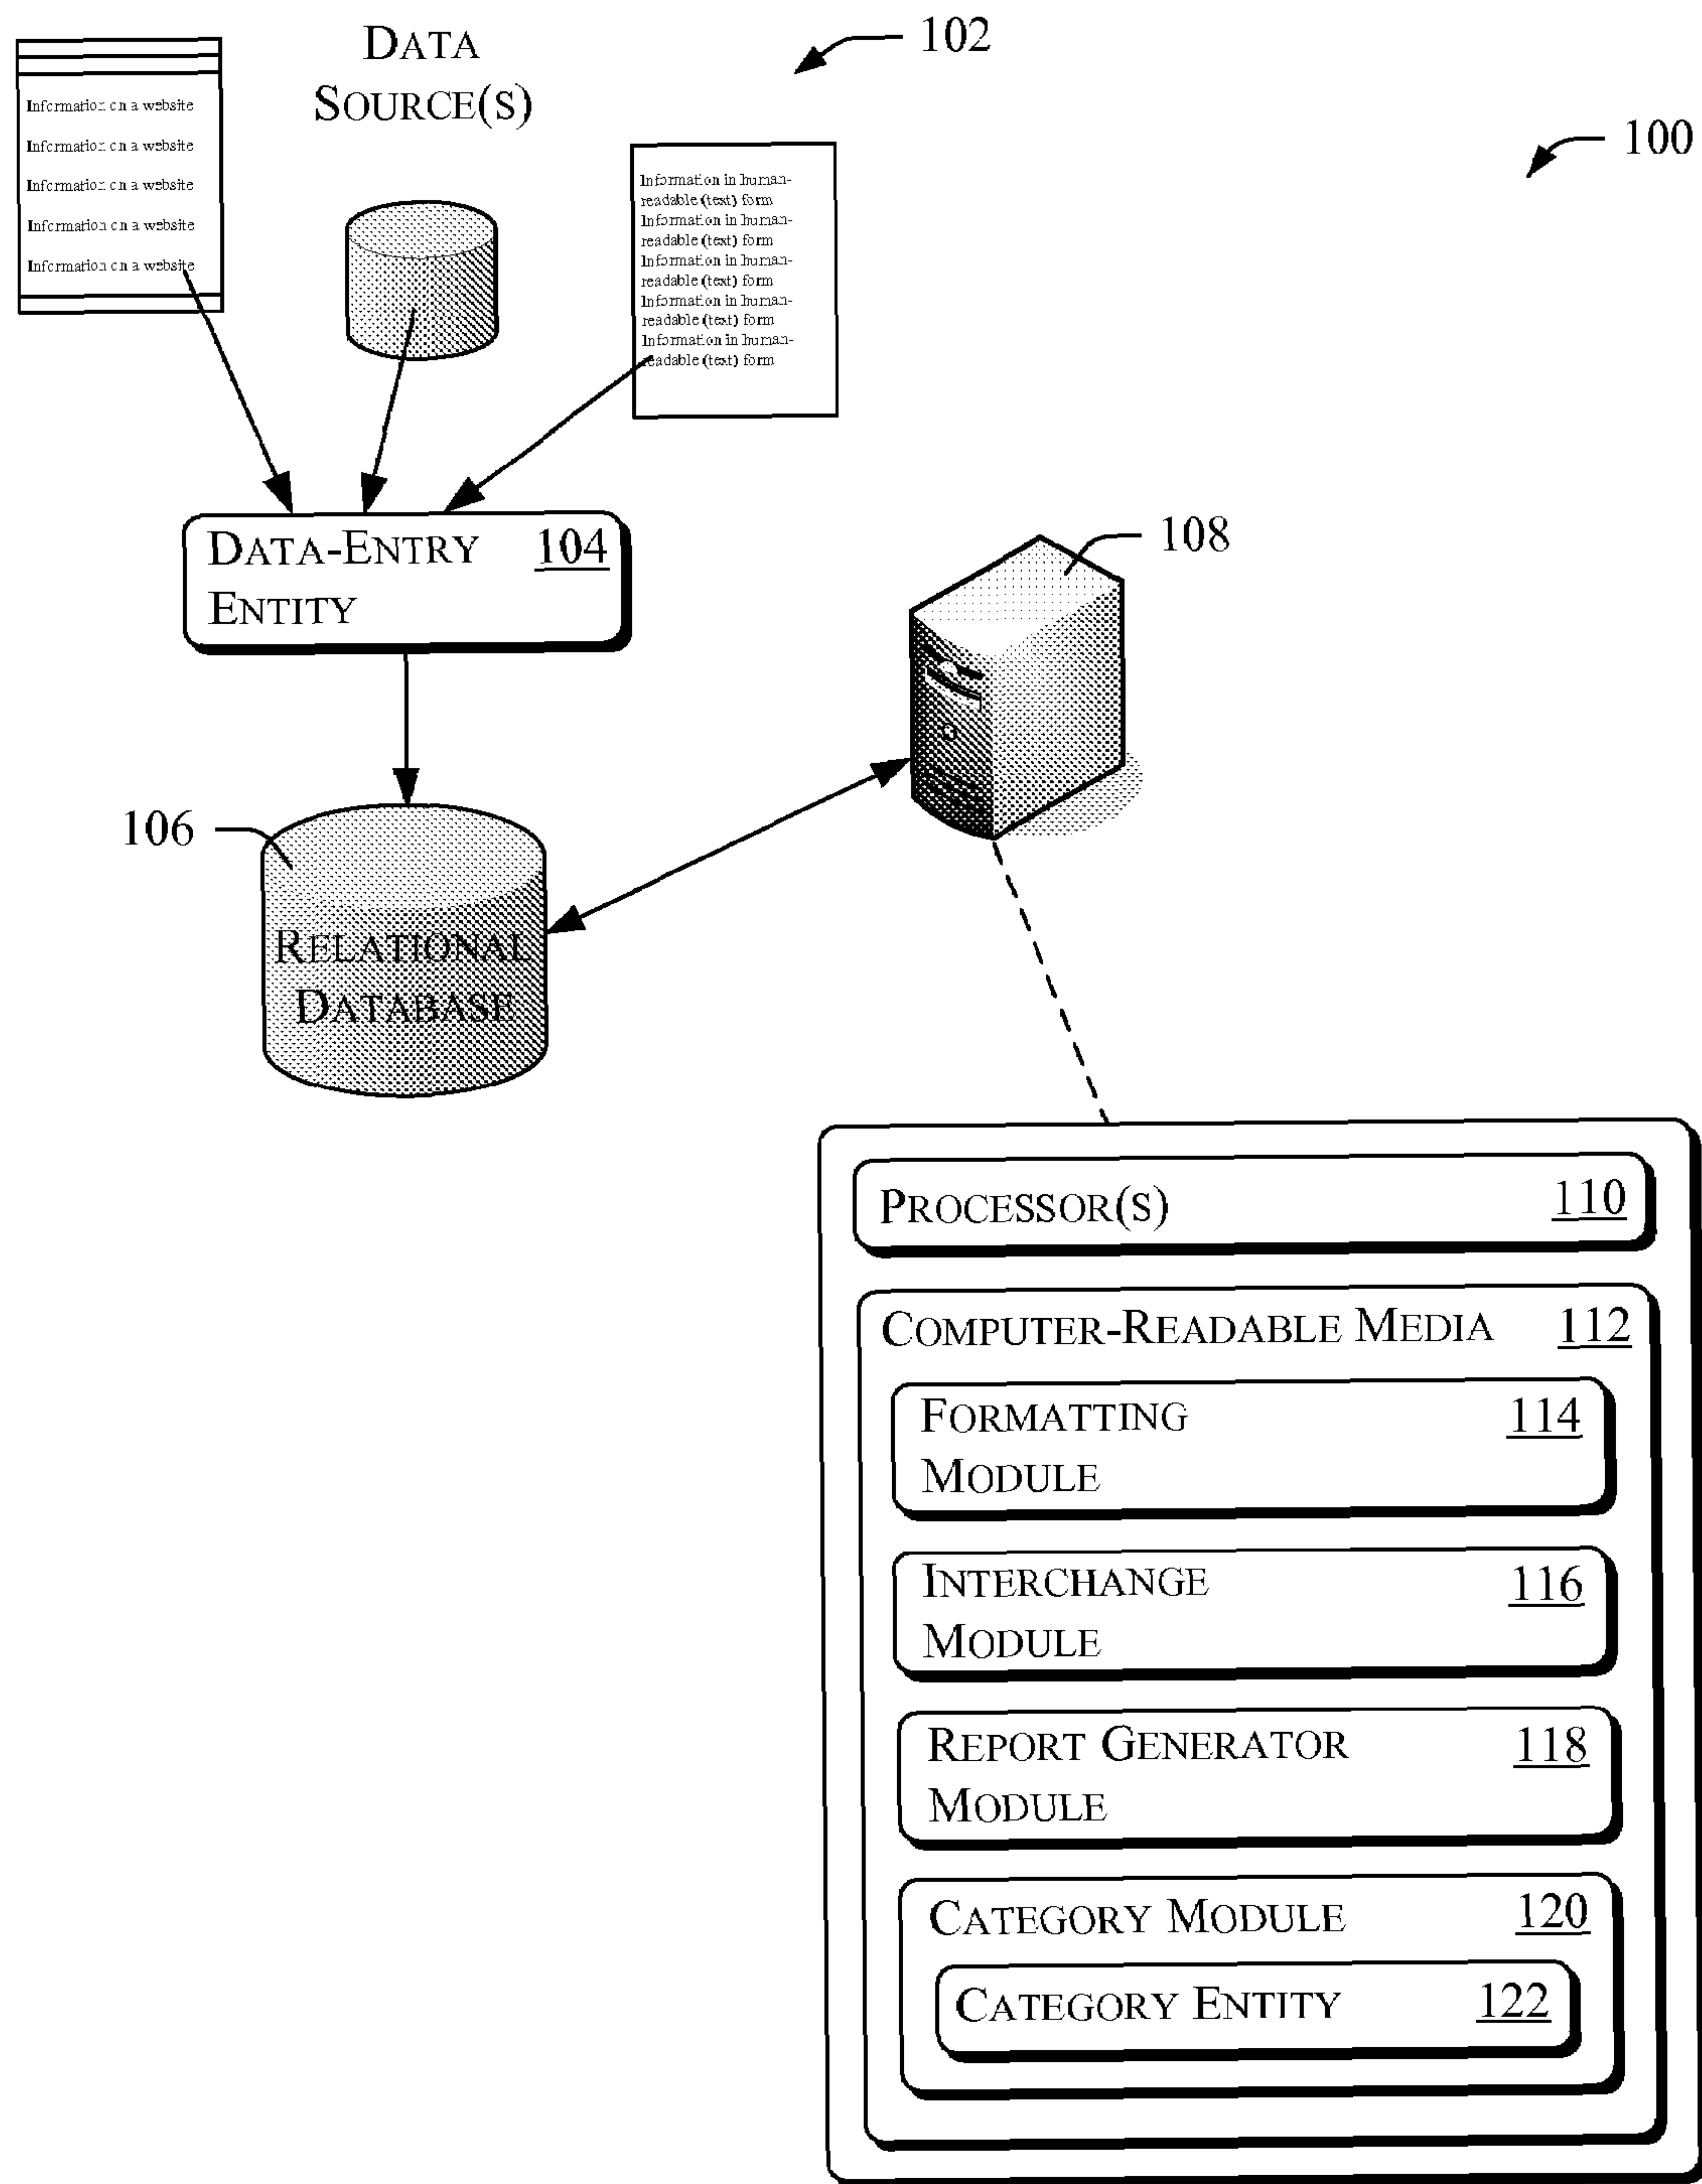 DATA
SOURCE(S)
102
100
Information on a website
Information on a website
Information on a website
Information on a website
Information on a website
Information in human-
readable (text) form
Information in human-
readable (text) form
Information in human-
readable (text) form
Information in human-
readable (text) form
Information in human-
readable (text) form
DATA-ENTRY 104
ENTITY
108
106
RELATIONAL
DATABASE
PROCESSOR(S) 110
COMPUTER-READABLE MEDIA 112
FORMATTING 114
MODULE
INTERCHANGE 116
MODULE
REPORT GENERATOR 118
MODULE
CATEGORY MODULE 120
CATEGORY ENTITY 122